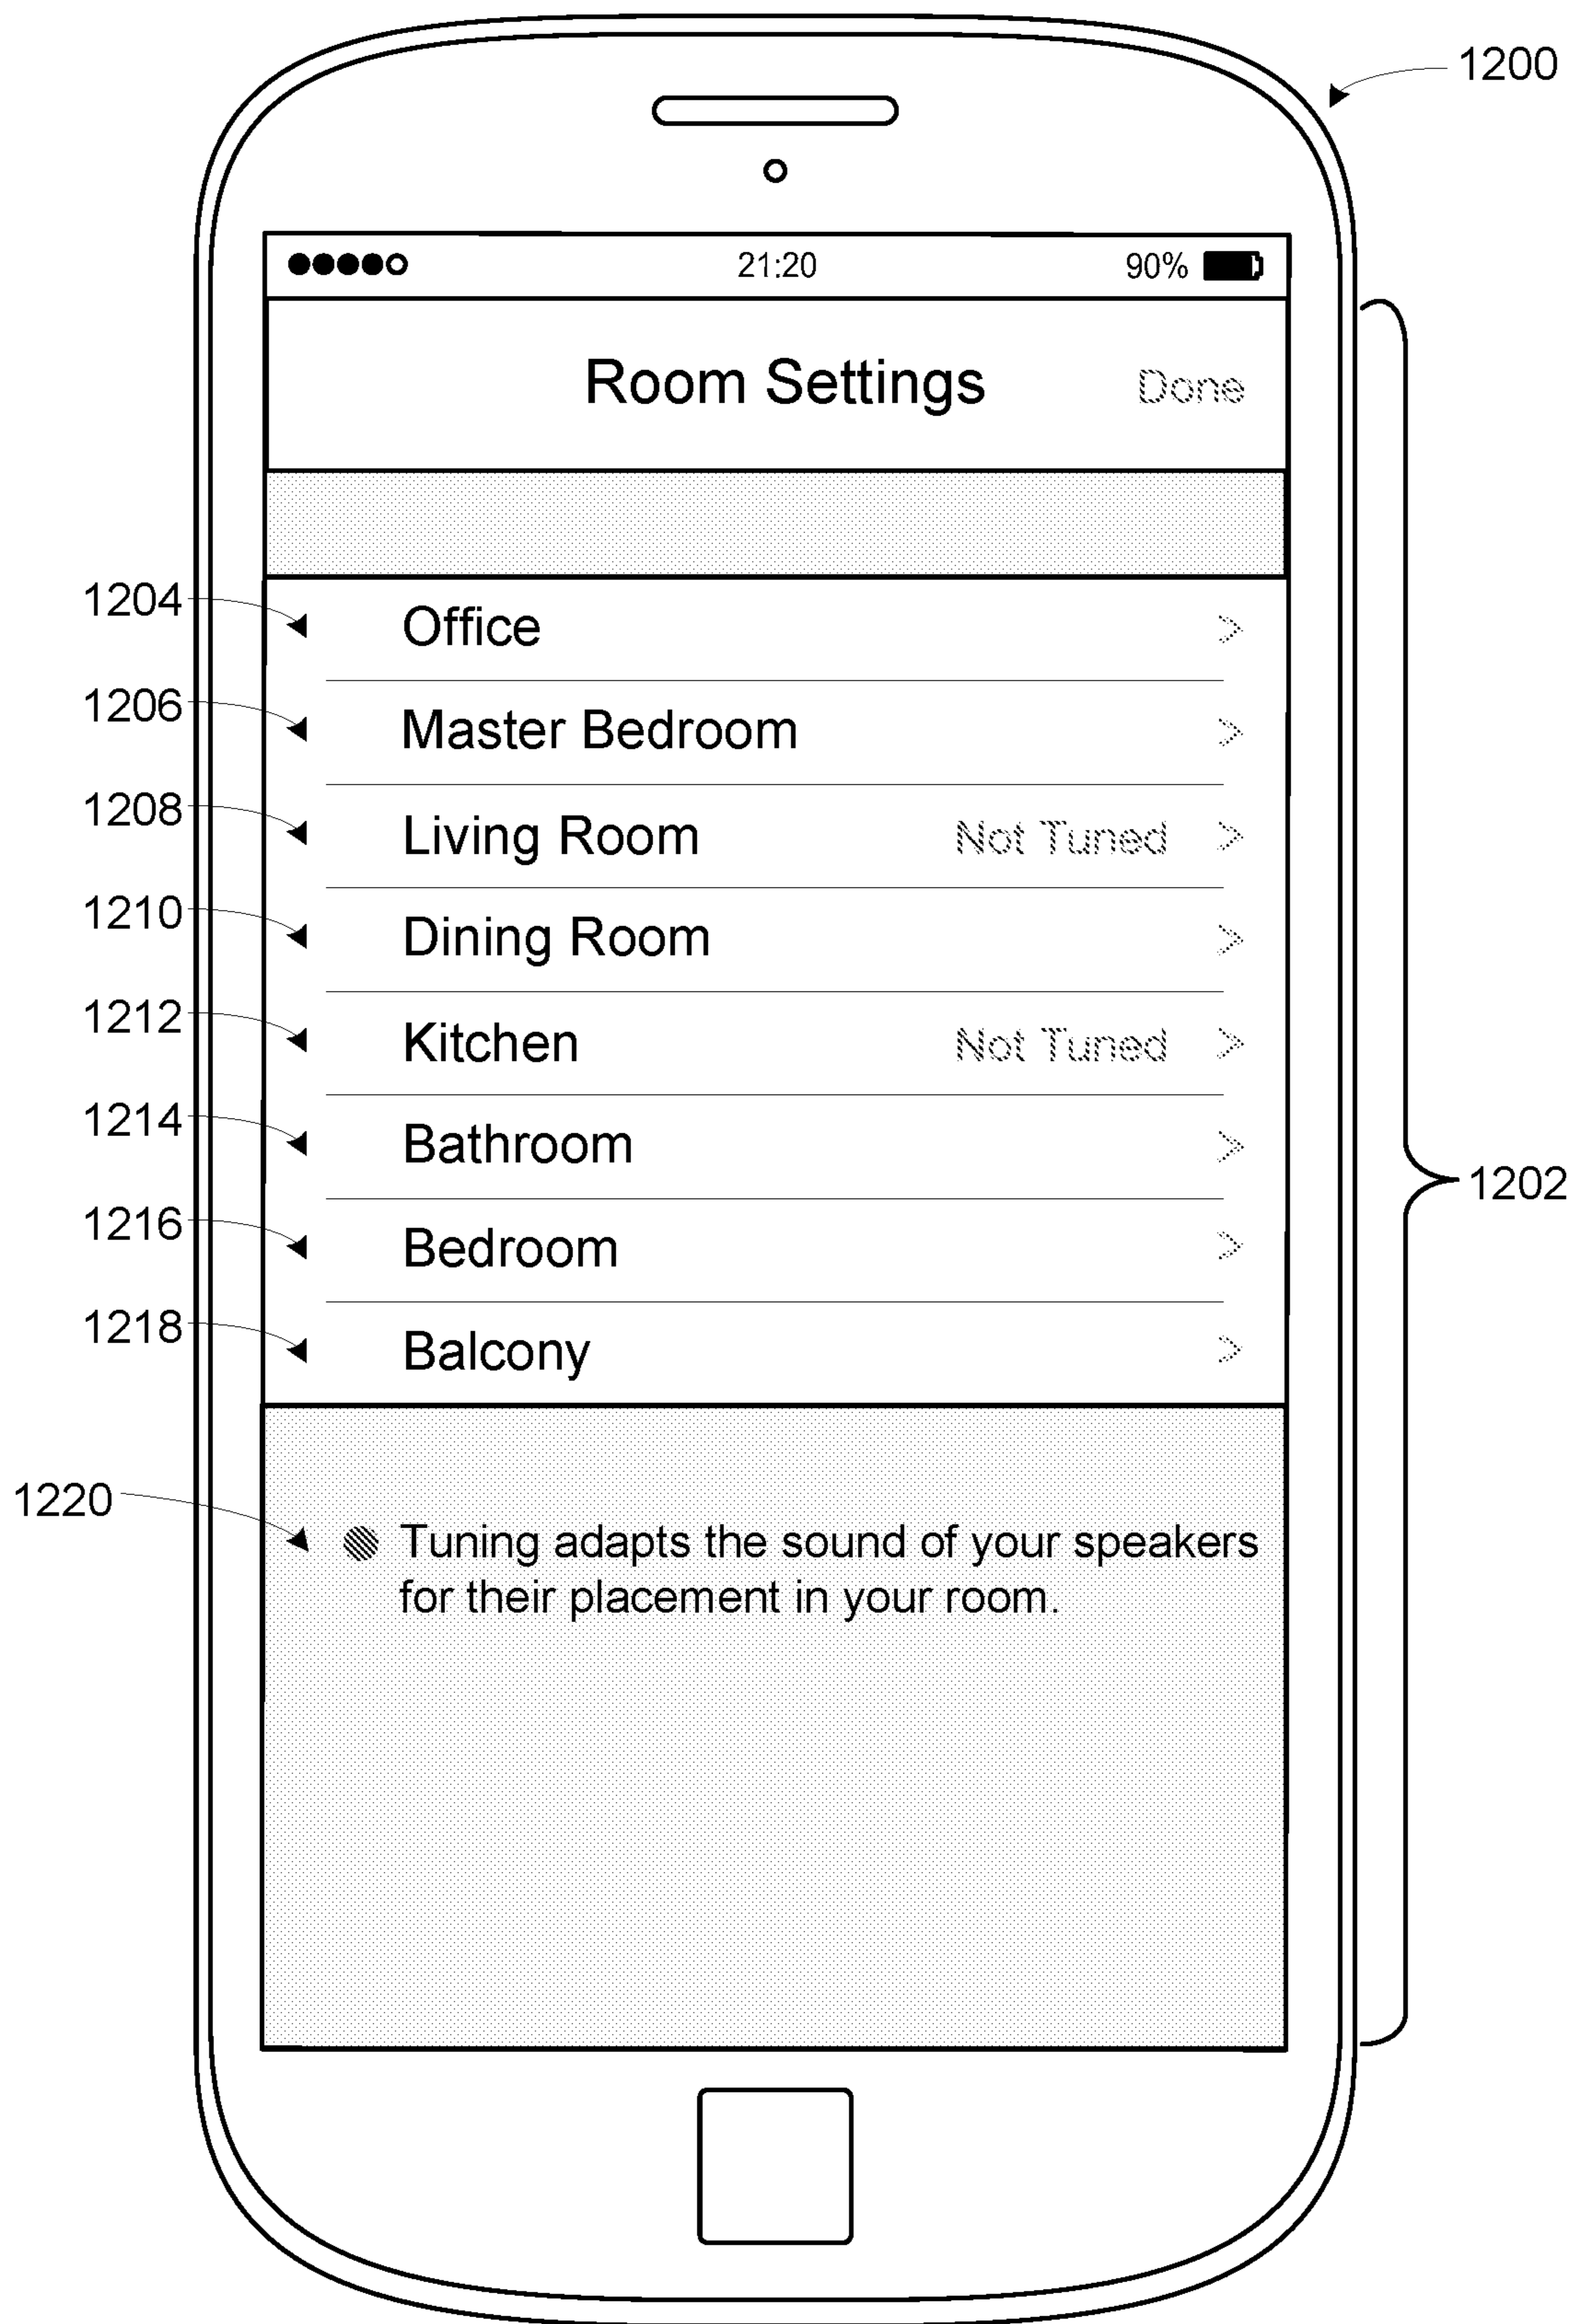 1200
21:20 90%
Room Settings Done
1204 Office >
1206 Master Bedroom >
1208 Living Room Not Tuned >
1210 Dining Room >
1212 Kitchen Not Tuned >
1214 Bathroom >
1202
1216 Bedroom >
1218 Balcony >
1220 Tuning adapts the sound of your speakers
for their placement in your room.